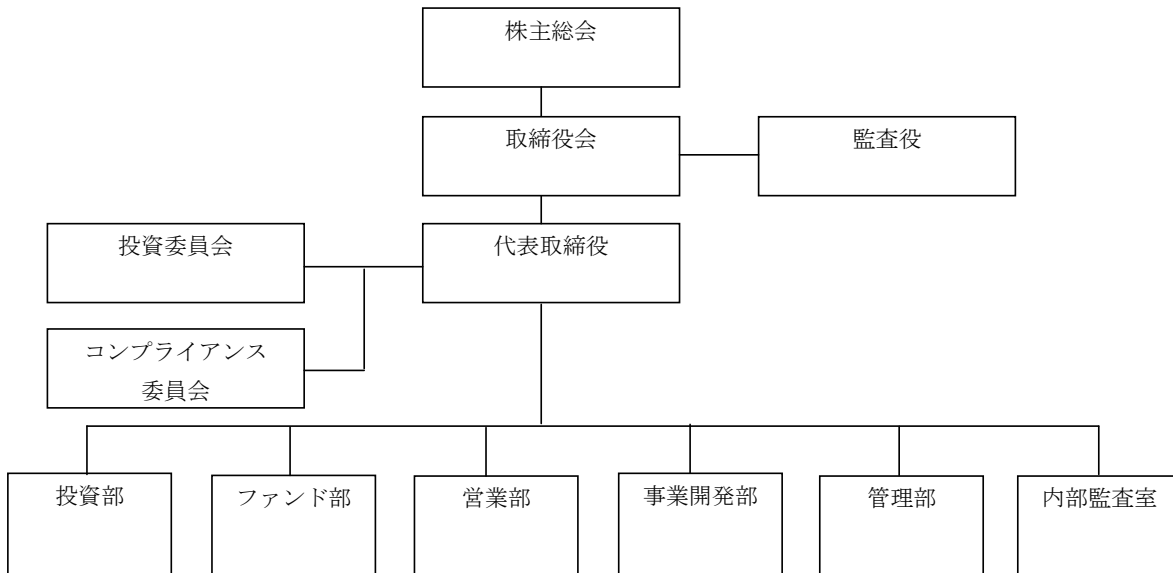 株主総会
取締役会
監査役
投資委員会
代表取締役
コンプライアンス
委員会
投資部
ファンド部
営業部
事業開発部
管理部
内部監査室